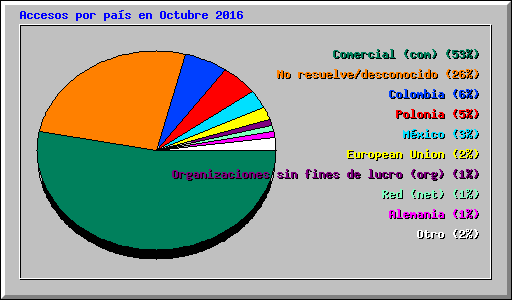 Accesos por país en Octubre 2016
Comercial (com) (53%)
No resuelve/desconocido (26%)
Colombia (6%)
Polonia (5%)
México (3%)
European Union (2%)
Organizaciones sin fines de lucro (org) (1%)
Red (net) (1%)
Alemania (1%)
Otro (2%)